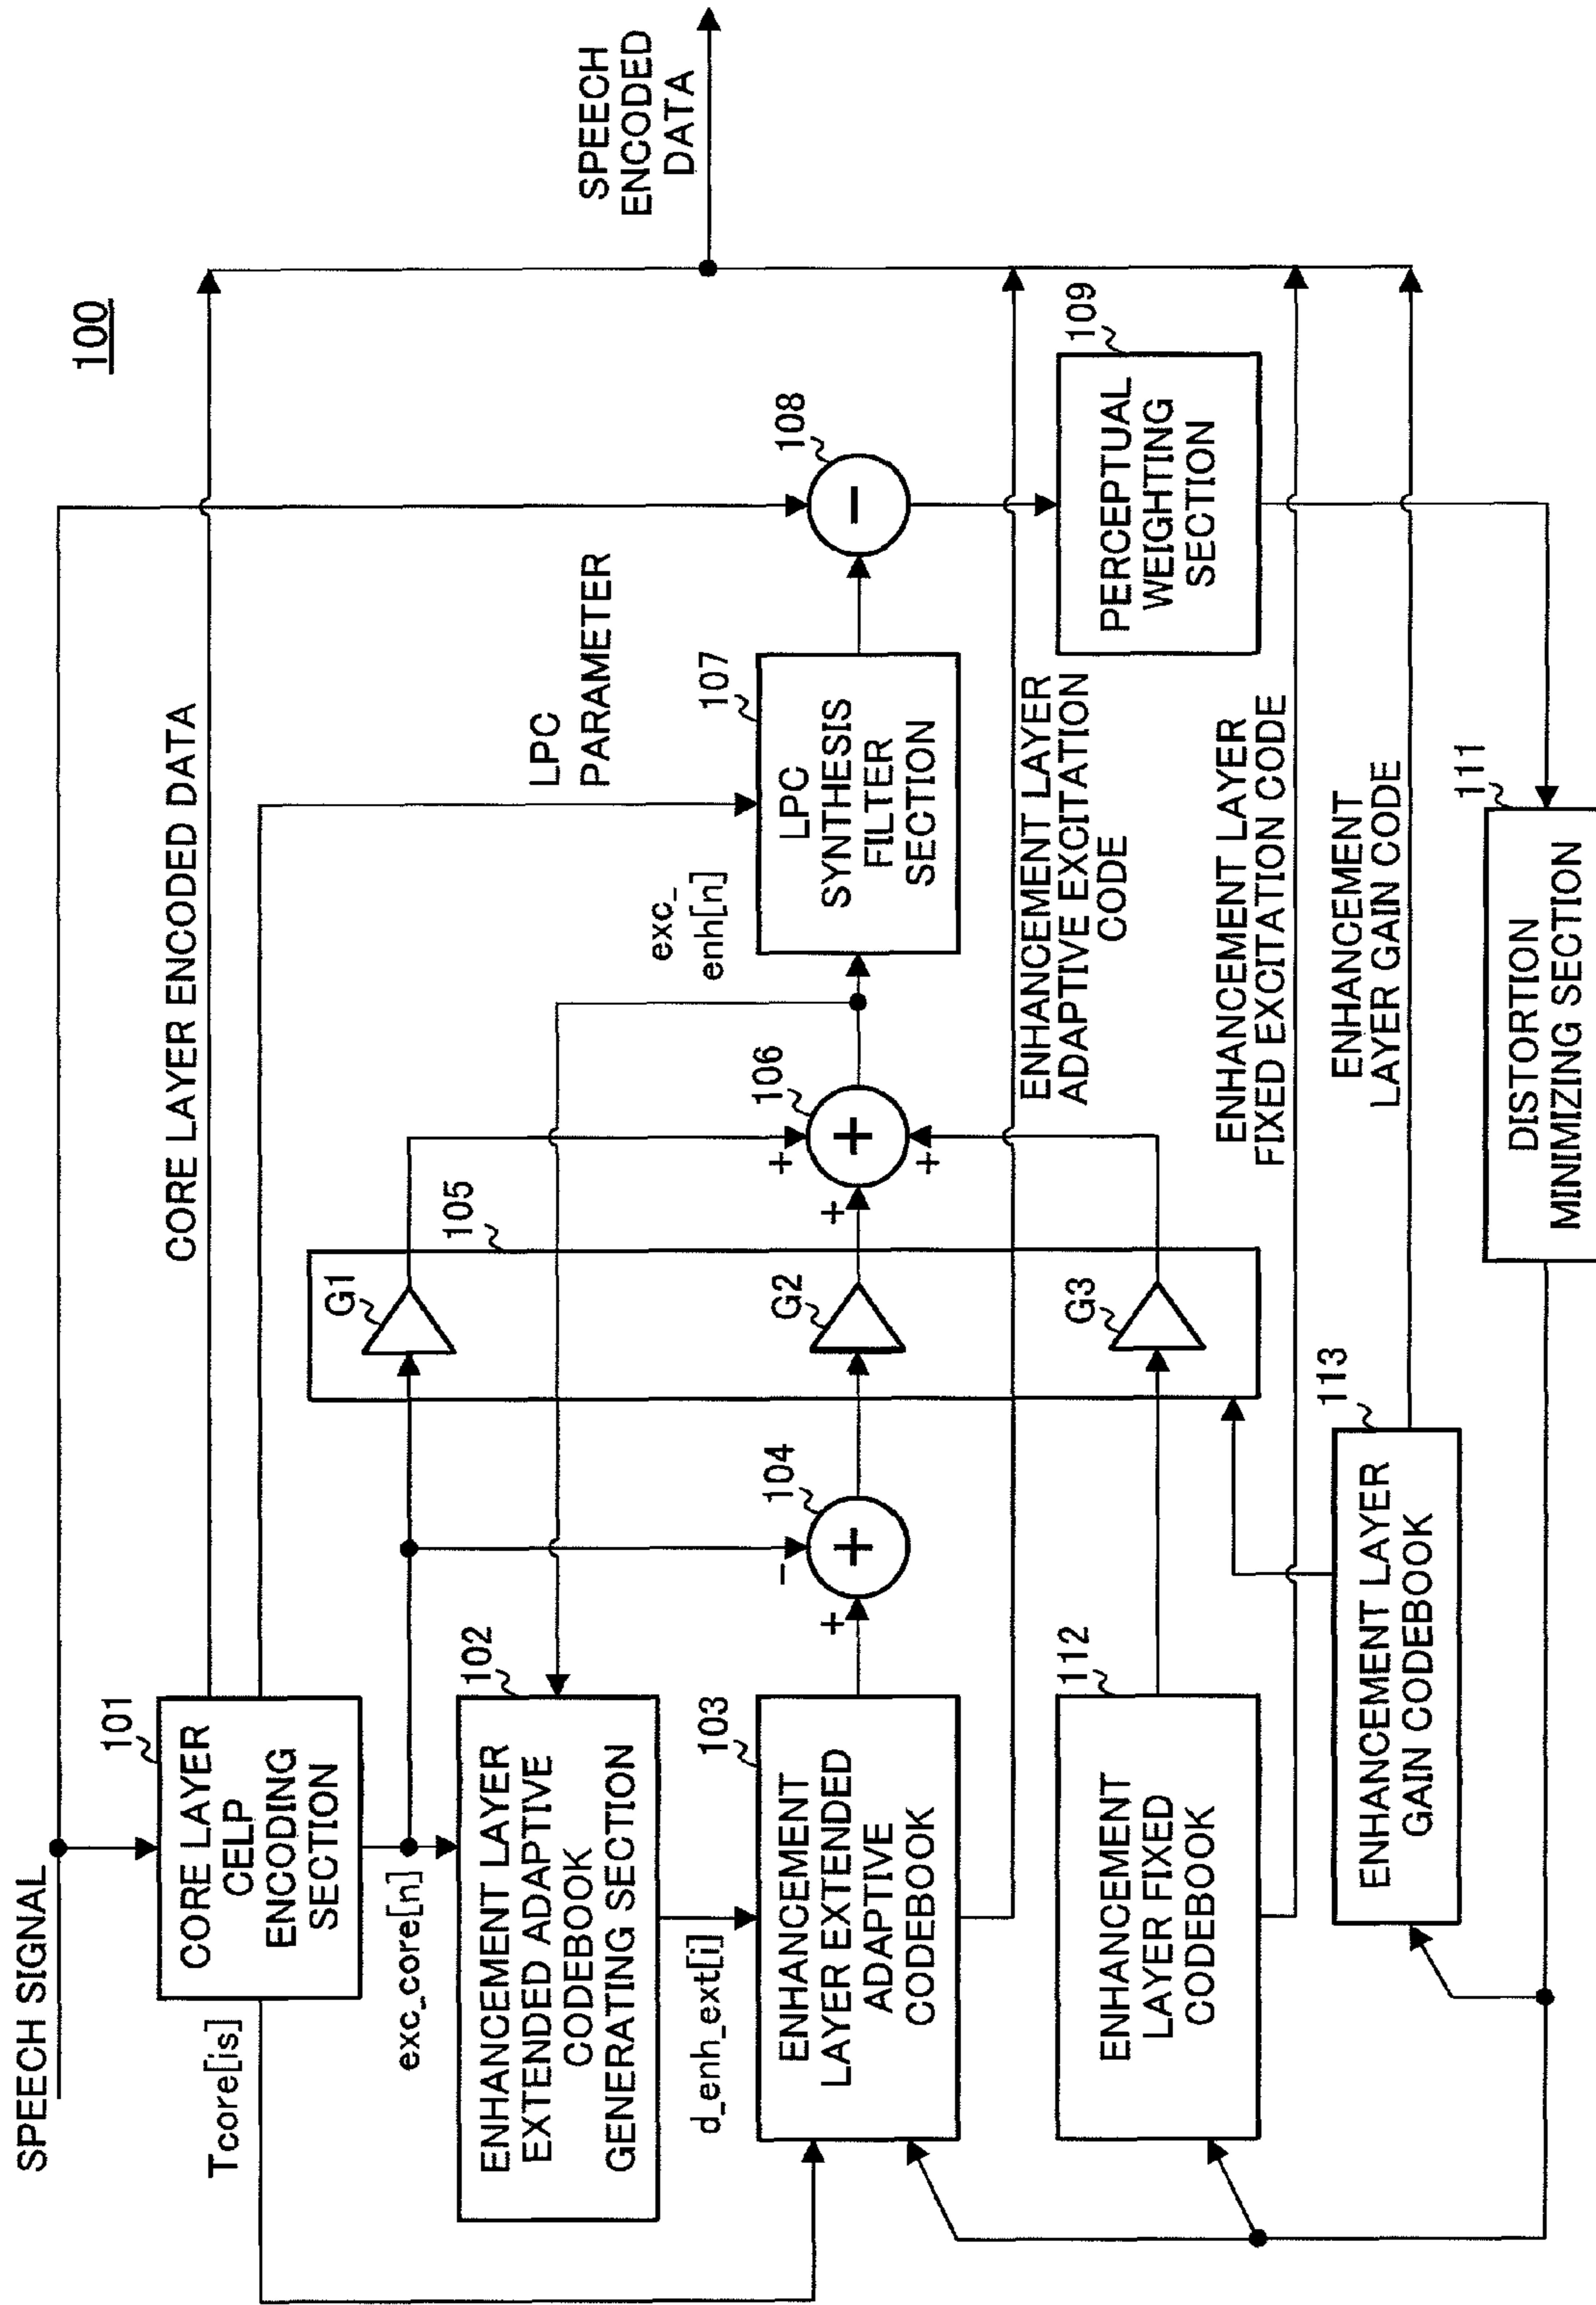 100
SPEECH SIGNAL
CORE LAYER ENCODED DATA
SPEECH
ENCODED
DATA
Tcore[is]
101
CORE LAYER
CELP
ENCODING
SECTION
LPC
PARAMETER
exc_core[n]
105
G1
102
ENHANCEMENT LAYER
EXTENDED ADAPTIVE
CODEBOOK
GENERATING SECTION
d_enh_ext[i]
103
ENHANCEMENT
LAYER EXTENDED
ADAPTIVE
CODEBOOK
104
+
-
+
G2
106
+
+
+
+
exc_
enh[n]
107
LPC
SYNTHESIS
FILTER
SECTION
108
-
109
PERCEPTUAL
WEIGHTING
SECTION
ENHANCEMENT LAYER
ADAPTIVE EXCITATION
CODE
112
ENHANCEMENT
LAYER FIXED
CODEBOOK
G3
ENHANCEMENT LAYER
FIXED EXCITATION CODE
113
ENHANCEMENT LAYER
GAIN CODEBOOK
ENHANCEMENT
LAYER GAIN CODE
111
DISTORTION
MINIMIZING SECTION